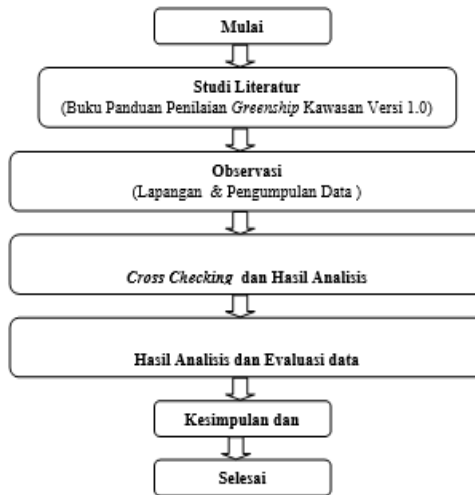 Mulai
Studi Literatur
(Buku Panduan Penilaian Greenship Kawasan Versi 1.0)
Observasi
(Lapangan & Pengumpulan Data )
Cross Checking dan Hasil Analisis
Hasil Analisis dan Evaluasi data
Kesimpulan dan
Selesai